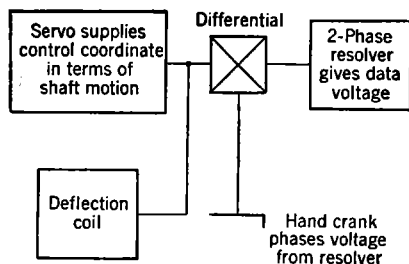 Servo supplies
control coordinate
in terms of
shaft motion
Differential
2-Phase
resolver
gives data
voltage
Deflection
coil
Hand crank
phases voltage
from resolver